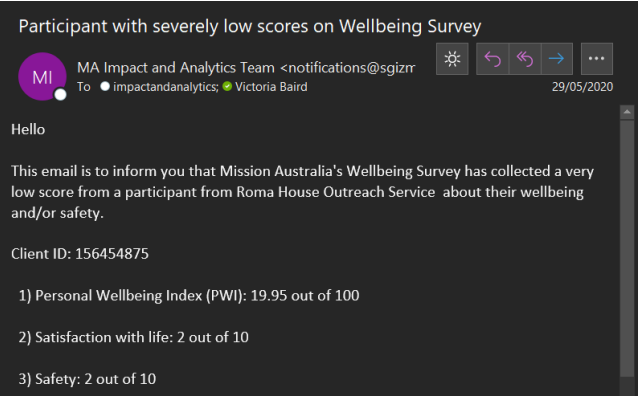 Participant with severely low scores on Wellbeing Survey
MI
MA Impact and Analytics Team <notifications@sgizm
To impactandanalytics; Victoria Baird
29/05/2020
Hello
This email is to inform you that Mission Australia's Wellbeing Survey has collected a very
low score from a participant from Roma House Outreach Service about their wellbeing
and/or safety.
Client ID: 156454875
1) Personal Wellbeing Index (PWI): 19.95 out of 100
2) Satisfaction with life: 2 out of 10
3) Safety: 2 out of 10